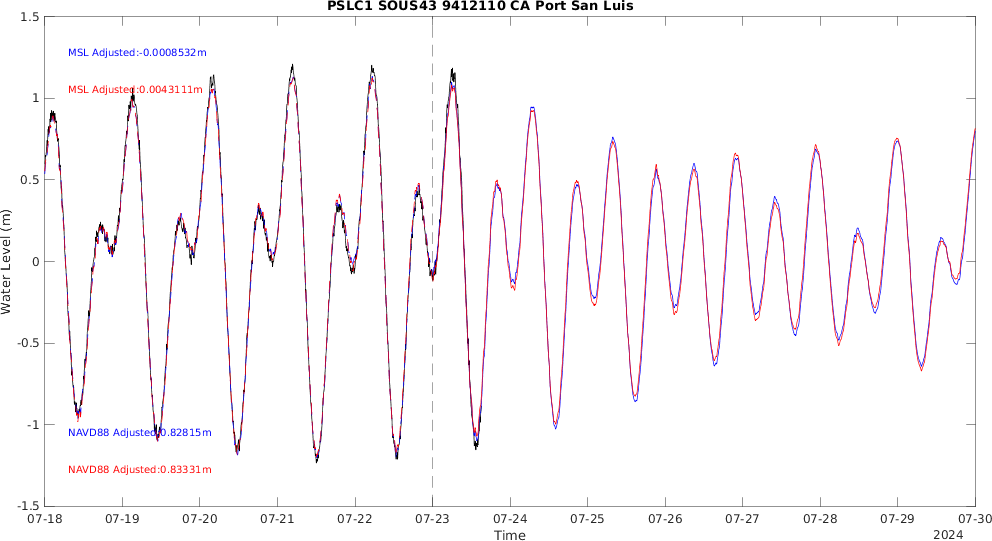 PSLC1 SOUS43 9412110 CA Port San Luis
1.5
MSL Adjusted:-0.0008532m
MSL Adjusted:0.0043111m
1
0.5
0
-0.5
-1
-1.5
Water Level (m)
NAVD88 Adjusted:0.82815m
NAVD88 Adjusted:0.83331m
07-18 07-19 07-20 07-21 07-22 07-23 07-24 07-25 07-26 07-27 07-28 07-29 07-30
Time
2024